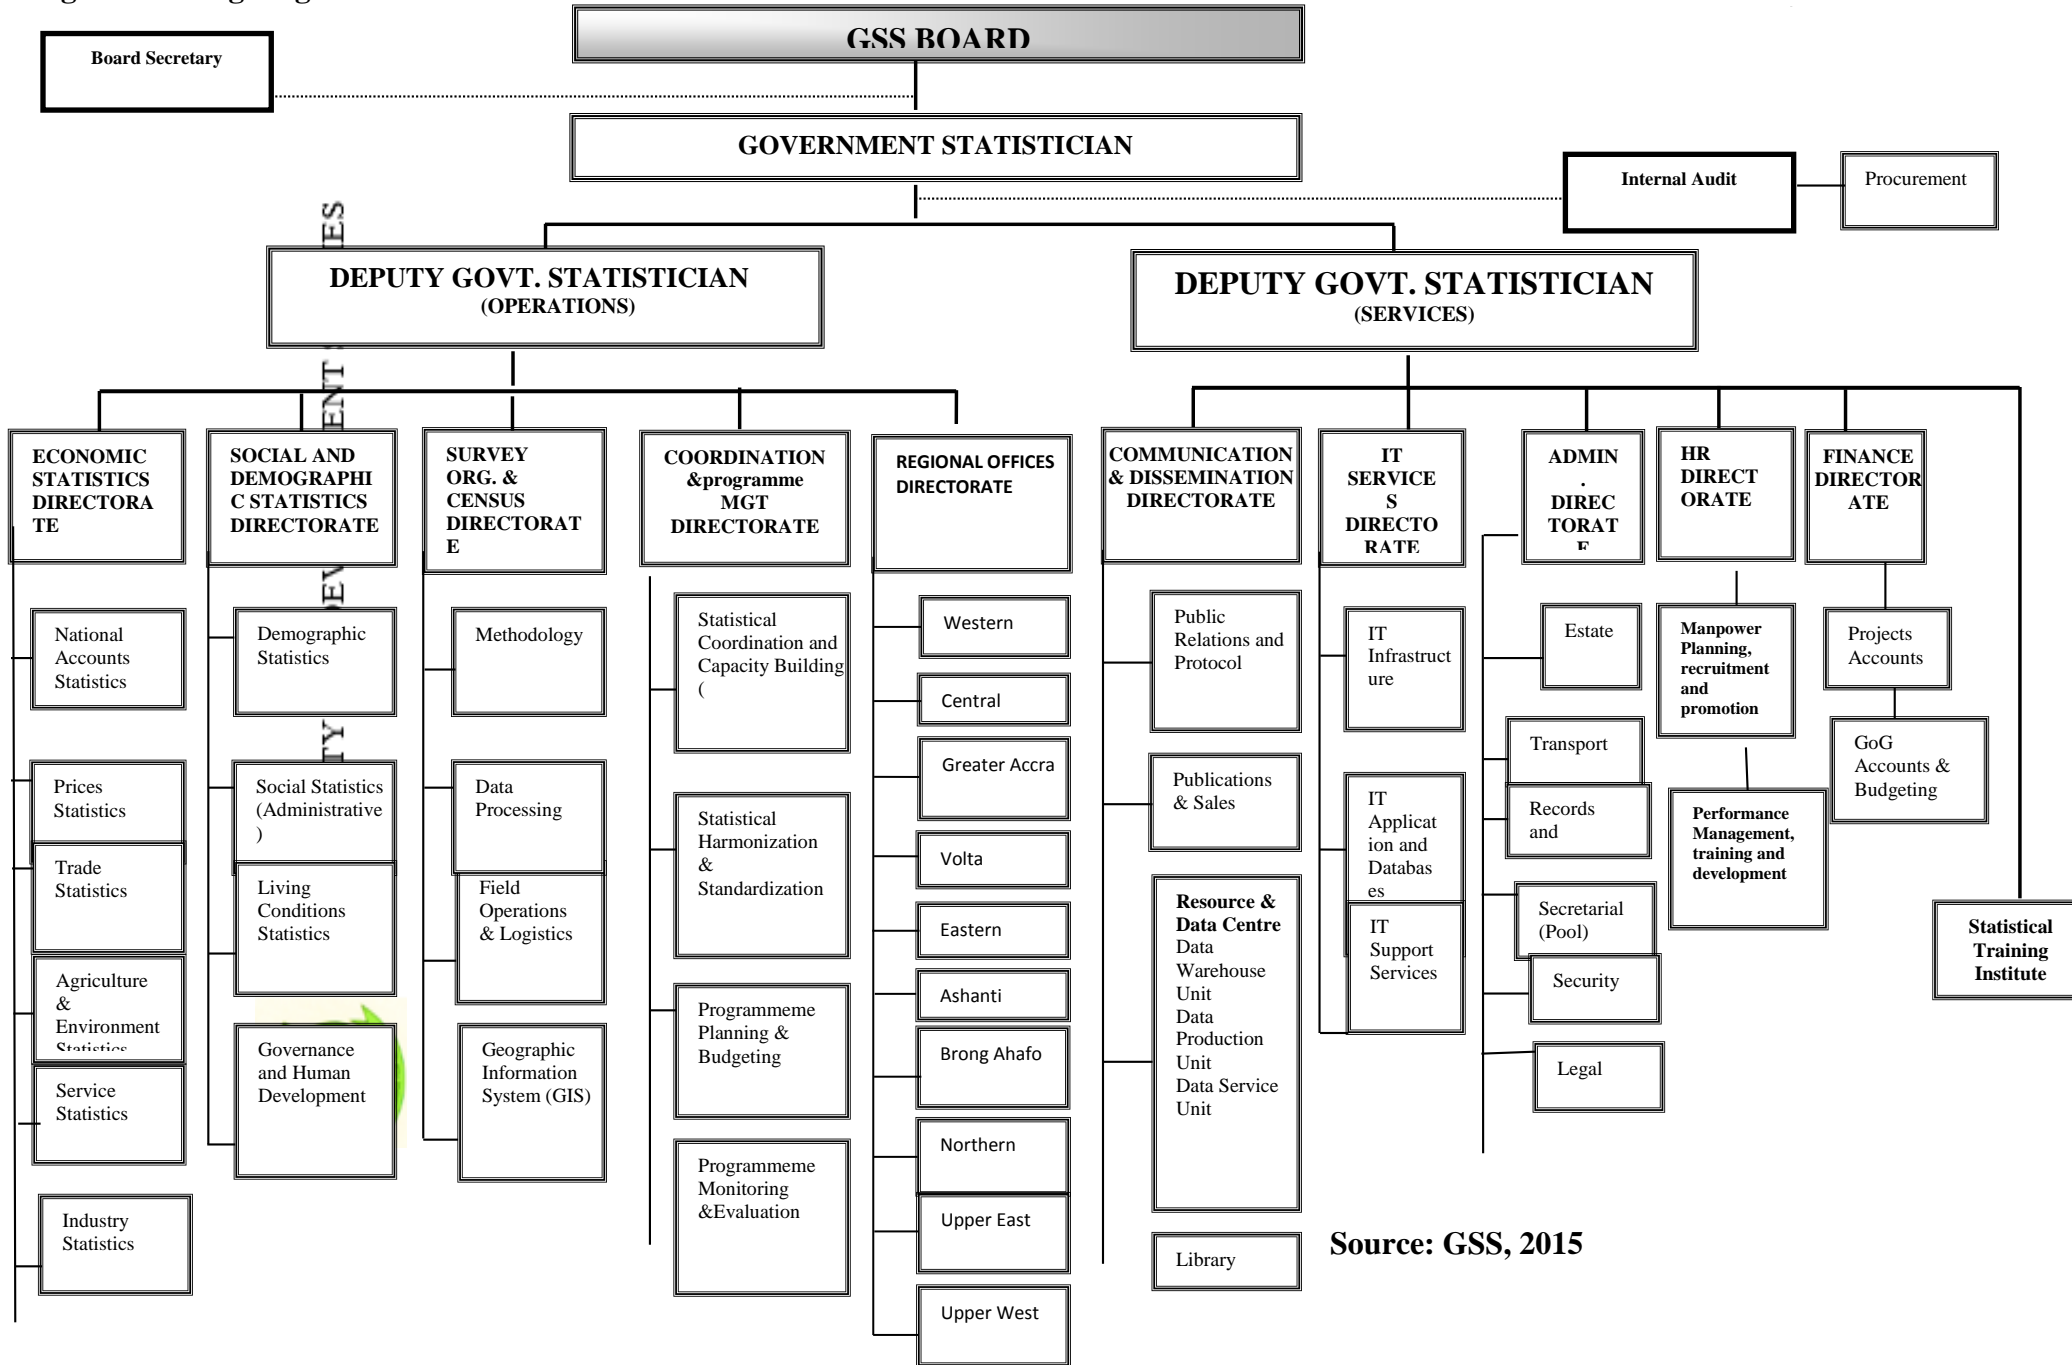 GSS BOARD
Board Secretary
GOVERNMENT STATISTICIAN
Internal Audit
Procurement
DEPUTY GOVT. STATISTICIAN
(OPERATIONS)
DEPUTY GOVT. STATISTICIAN
(SERVICES)
ECONOMIC
STATISTICS
DIRECTORA
TE
National
Accounts
Statistics
Prices
Statistics
Trade
Statistics
Agriculture
&
Environment
Statistics
Service
Statistics
Industry
Statistics
SOCIAL AND
DEMOGRAPHI
C STATISTICS
DIRECTORATE
Demographic
Statistics
Social Statistics
(Administrative
)
Living
Conditions
Statistics
Governance
and Human
Development
SURVEY
ORG. &
CENSUS
DIRECTORAT
E
Methodology
Data
Processing
Field
Operations
& Logistics
Geographic
Information
System (GIS)
COORDINATION
&programme
MGT
DIRECTORATE
Statistical
Coordination and
Capacity Building
(
Statistical
Harmonization
&
Standardization
Programmeme
Planning &
Budgeting
Programmeme
Monitoring
&Evaluation
REGIONAL OFFICES
DIRECTORATE
Western
Central
Greater Accra
Volta
Eastern
Ashanti
Brong Ahafo
Northern
Upper East
Upper West
COMMUNICATION
& DISSEMINATION
DIRECTORATE
Public
Relations and
Protocol
Publications
& Sales
Resource &
Data Centre
Data
Warehouse
Unit
Data
Production
Unit
Data Service
Unit
Library
IT
SERVICE
S
DIRECTO
RATE
IT
Infrastruct
ure
IT
Applicat
ion and
Databas
es
IT
Support
Services
ADMIN
.
DIREC
TORAT
E
Estate
Transport
Records
and
Secretarial
(Pool)
Security
Legal
HR
DIRECT
ORATE
Manpower
Planning,
recruitment
and
promotion
Performance
Management,
training and
development
FINANCE
DIRECTOR
ATE
Projects
Accounts
GoG
Accounts &
Budgeting
Statistical
Training
Institute
Source: GSS, 2015